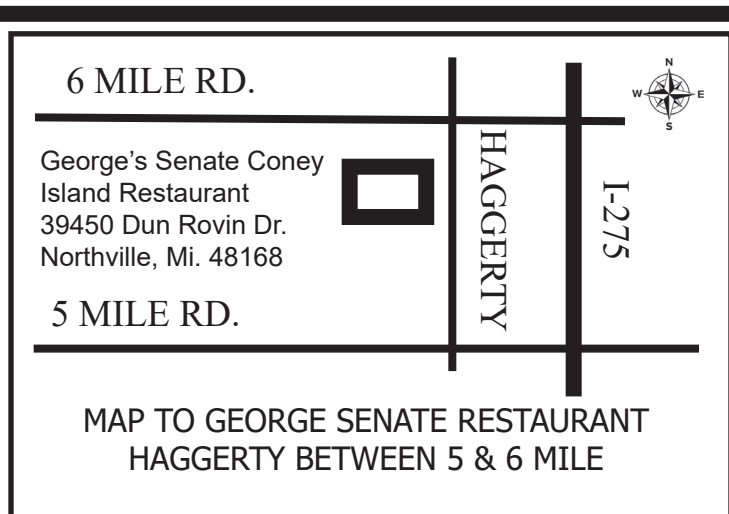 6 MILE RD.
N
W
E
S
George's Senate Coney
Island Restaurant
39450 Dun Rovin Dr.
Northville, Mi. 48168
HAGGERTY
I-275
5 MILE RD.
MAP TO GEORGE SENATE RESTAURANT
HAGGERTY BETWEEN 5 & 6 MILE